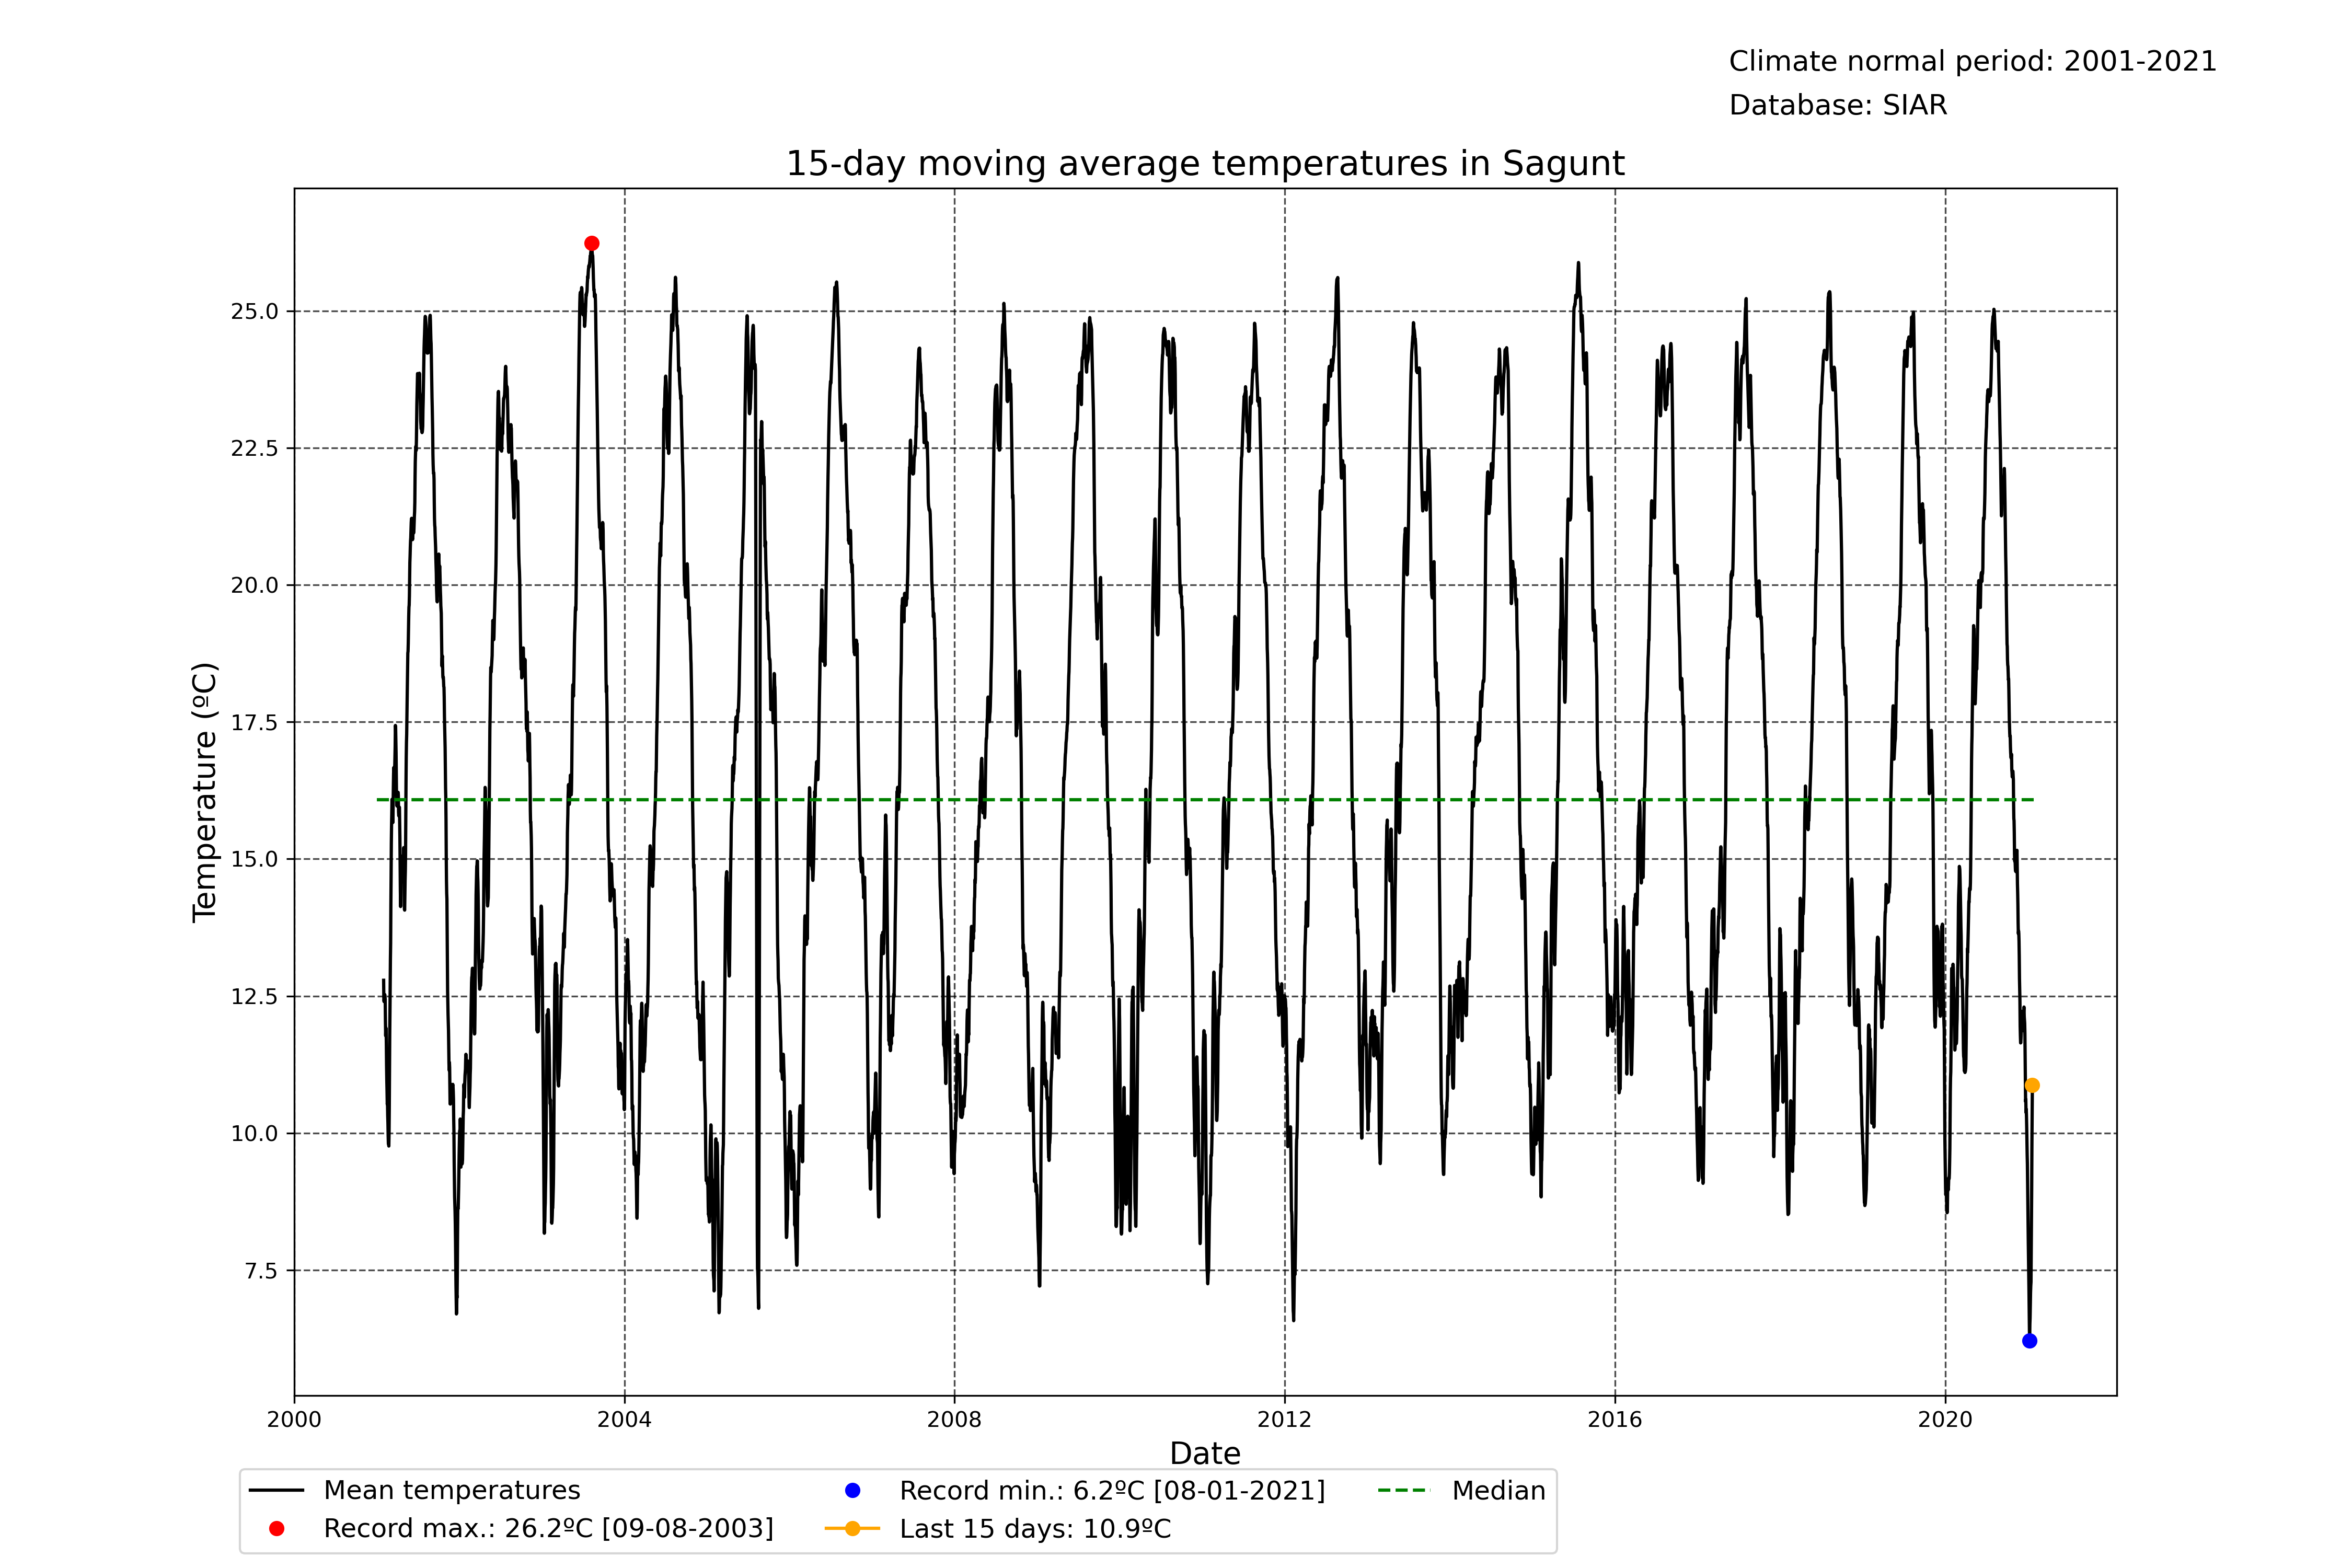 Climate normal period: 2001-2021
Database: SIAR
15-day moving average temperatures in Sagunt
Temperature (ºC)
25.0
22.5
20.0
17.5
15.0
12.5
10.0
7.5
2000 2004 2008 2012 2016 2020
Date
Mean temperatures
Record max.: 26.2ºC [09-08-2003]
Record min.: 6.2ºC [08-01-2021]
Last 15 days: 10.9ºC
Median